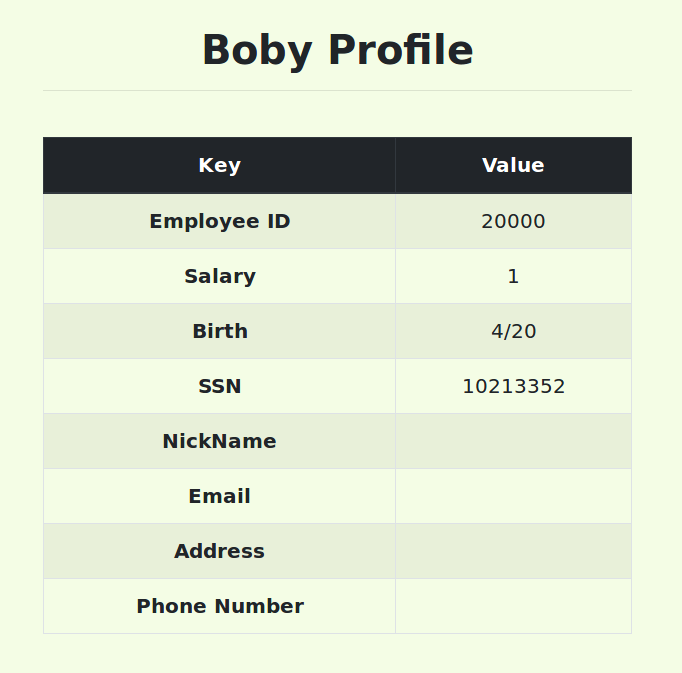 Boby Profile
Key Value
Employee ID 20000
Salary 1
Birth 4/20
SSN 10213352
NickName
Email
Address
Phone Number